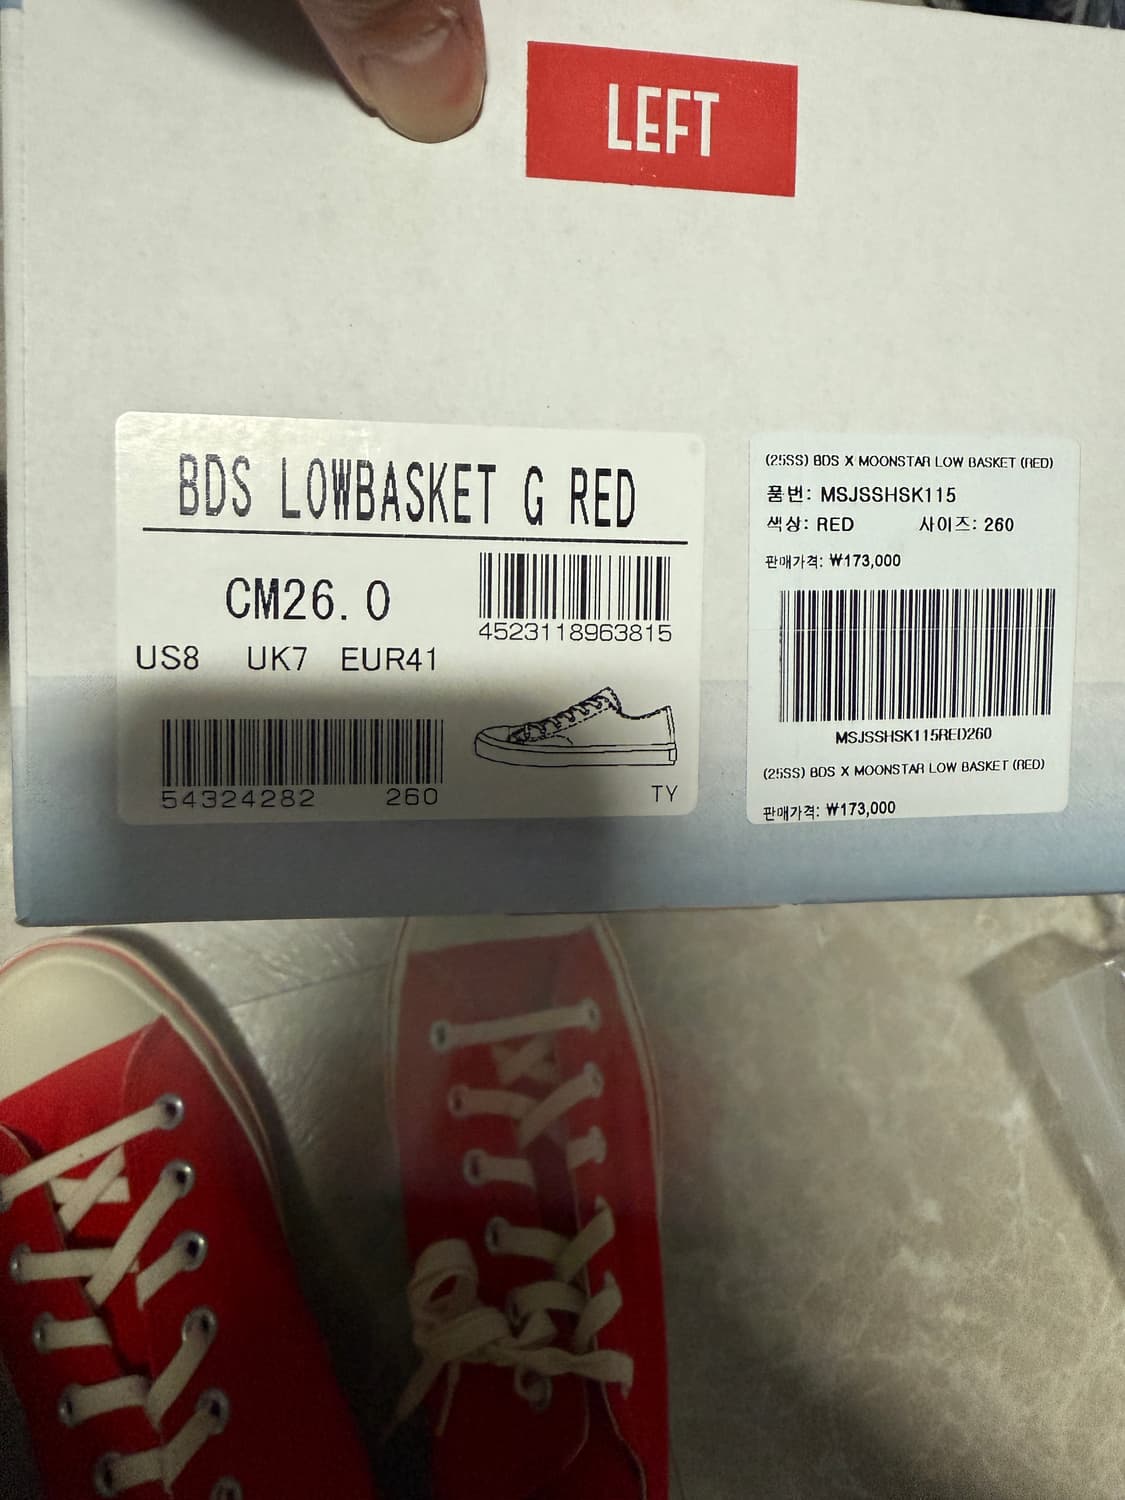 LEFT
BDS LOWBASKET G RED
CM26.0
4523118963815
US8 UK7 EUR41
54324282 260
TY
(25SS) BDS X MOONSTAR LOW BASKET (RED)
품번: MSJSSHSK115
색상: RED 사이즈: 260
판매가격: ₩173,000
MSJSSHSK115RED260
(25SS) BDS X MOONSTAR LOW BASKET (RED)
판매가격: ₩173,000